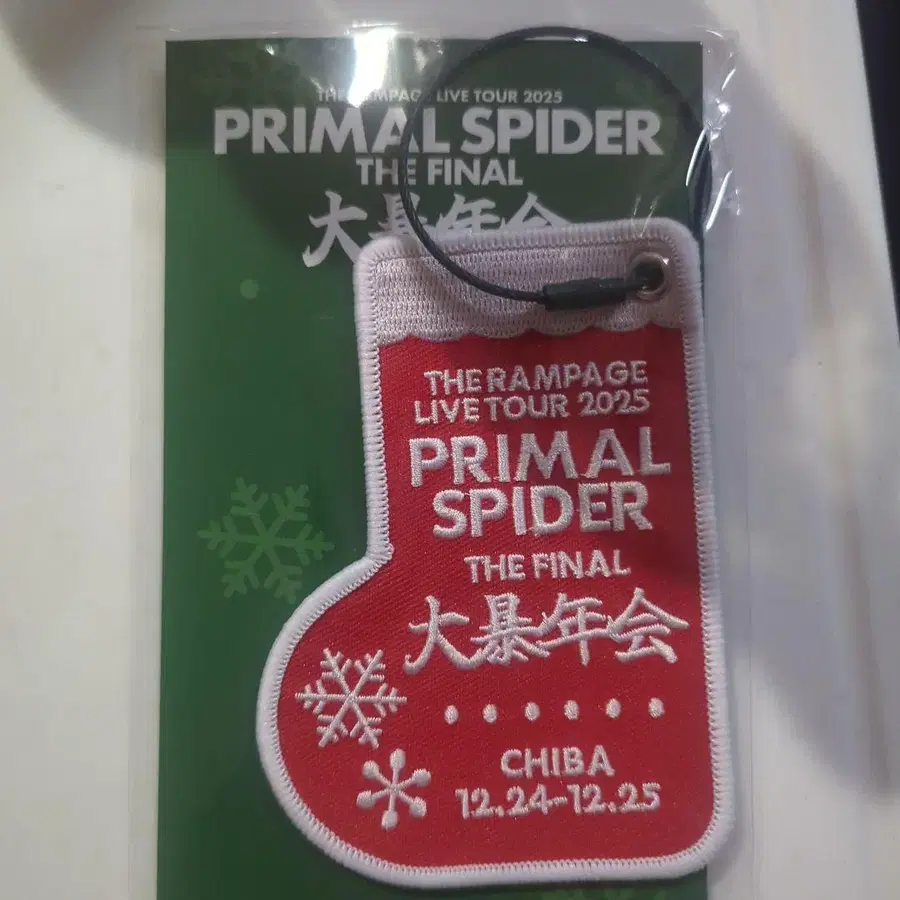 THE RAMPAGE LIVE TOUR 2025
PRIMAL SPIDER
THE FINAL
大暴年会
THE RAMPAGE
LIVE TOUR 2025
PRIMAL
SPIDER
THE FINAL
大暴年会
CHIBA
12.24-12.25